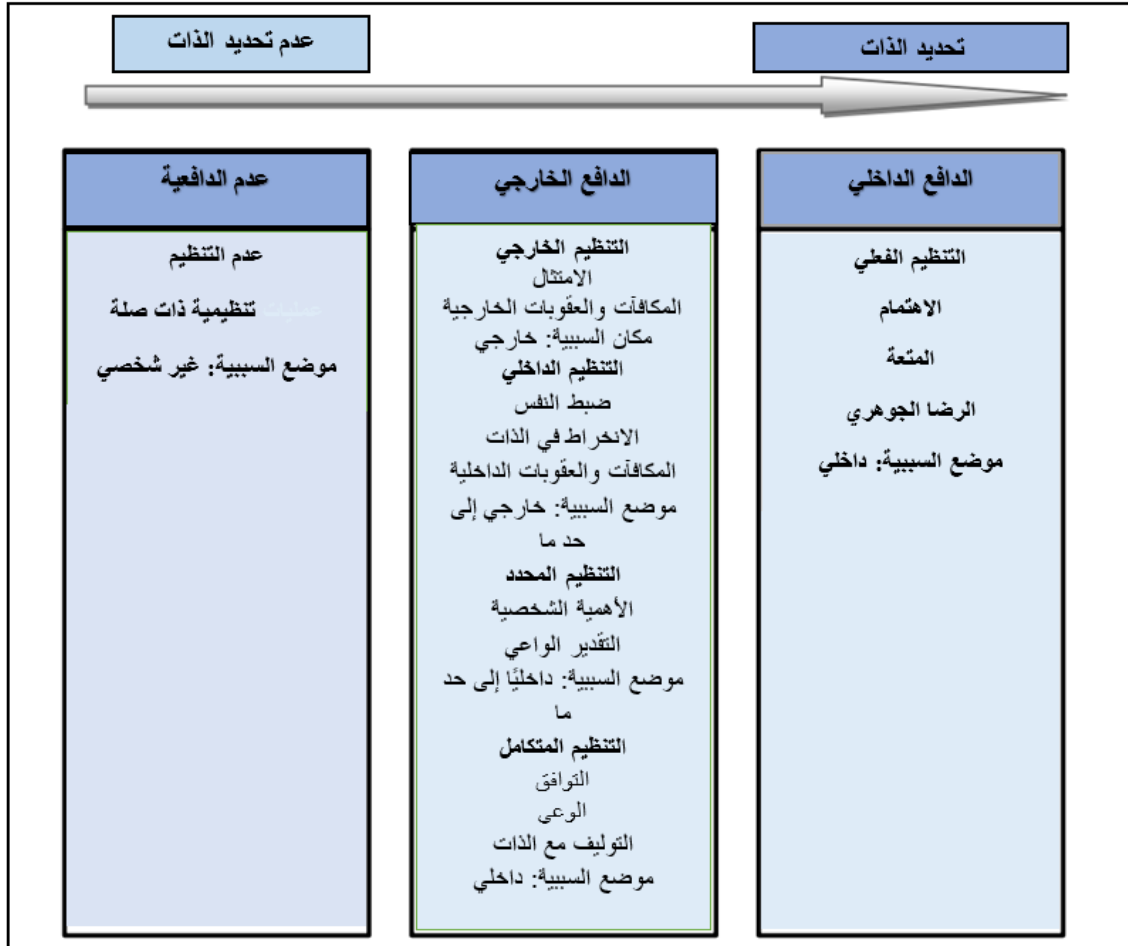 عدم تحديد الذات
تحديد الذات
عدم الدافعية
عدم التنظيم
عمليات تنظيمية ذات صلة
موضع السببية: غير شخصي
الدافع الخارجي
التنظيم الخارجي
الامتثال
المكافآت والعقوبات الخارجية
مكان السببية: خارجي
التنظيم الداخلي
ضبط النفس
الانخراط في الذات
المكافآت والعقوبات الداخلية
موضع السببية: خارجي إلى
حد ما
التنظيم المحدد
الأهمية الشخصية
التقدير الواعي
موضع السببية: داخليًا إلى حد
ما
التنظيم المتكامل
التوافق
الوعي
التوليف مع الذات
موضع السببية: داخلي
الدافع الداخلي
التنظيم الفعلي
الاهتمام
المتعة
الرضا الجوهري
موضع السببية: داخلي